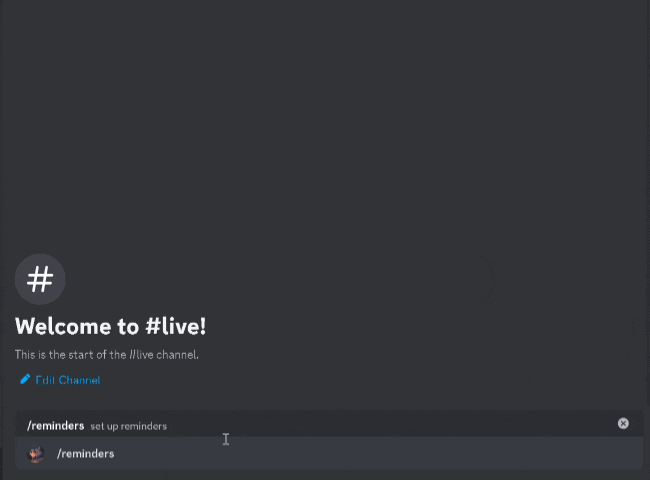 #
Welcome to #live!
This is the start of the #live channel.
Edit Channel
/reminders set up reminders
/reminders